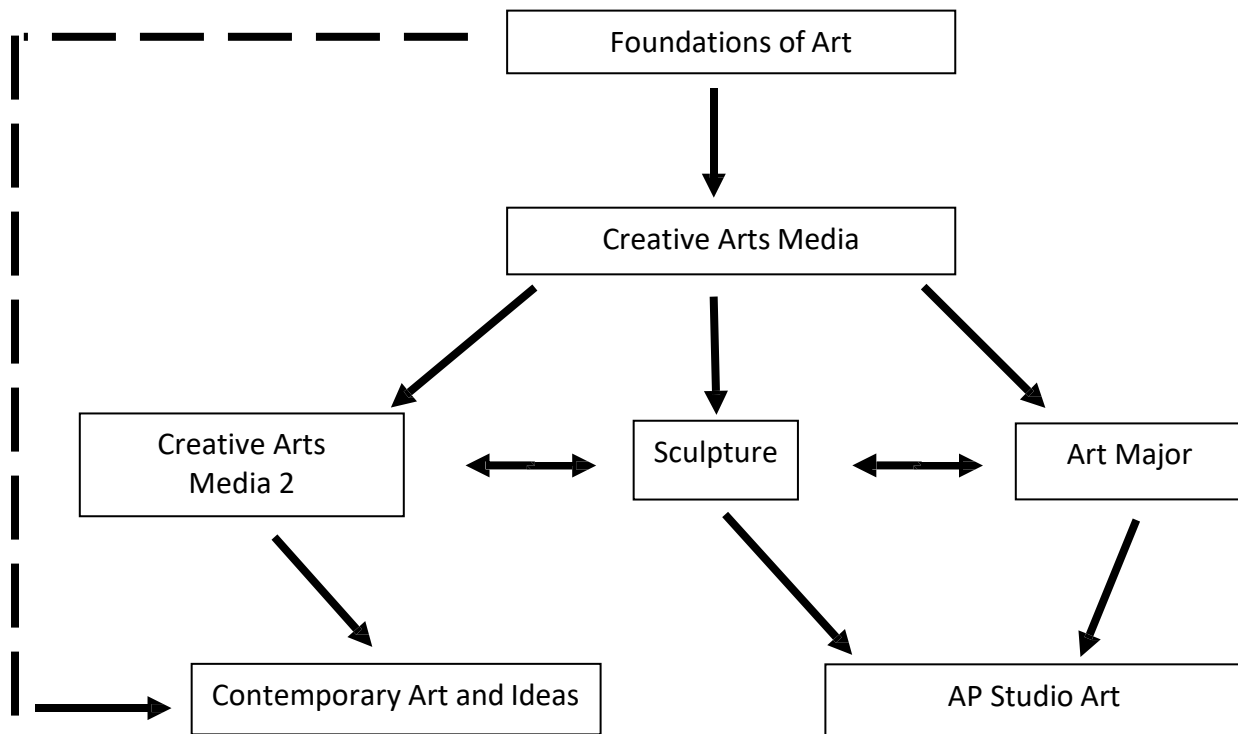 Foundations of Art
Creative Arts Media
Creative Arts
Media 2
Sculpture
Art Major
Contemporary Art and Ideas
AP Studio Art